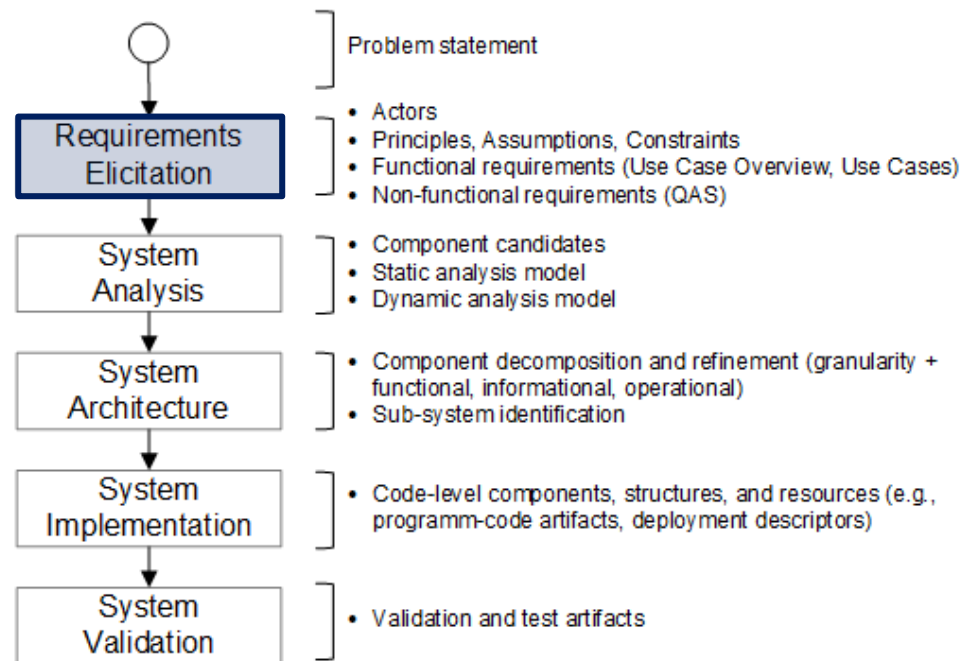 Problem statement
Requirements
Elicitation
• Actors
• Principles, Assumptions, Constraints
• Functional requirements (Use Case Overview, Use Cases)
• Non-functional requirements (QAS)
System
Analysis
• Component candidates
• Static analysis model
• Dynamic analysis model
System
Architecture
• Component decomposition and refinement (granularity +
functional, informational, operational)
• Sub-system identification
System
Implementation
• Code-level components, structures, and resources (e.g.,
programm-code artifacts, deployment descriptors)
System
Validation
• Validation and test artifacts